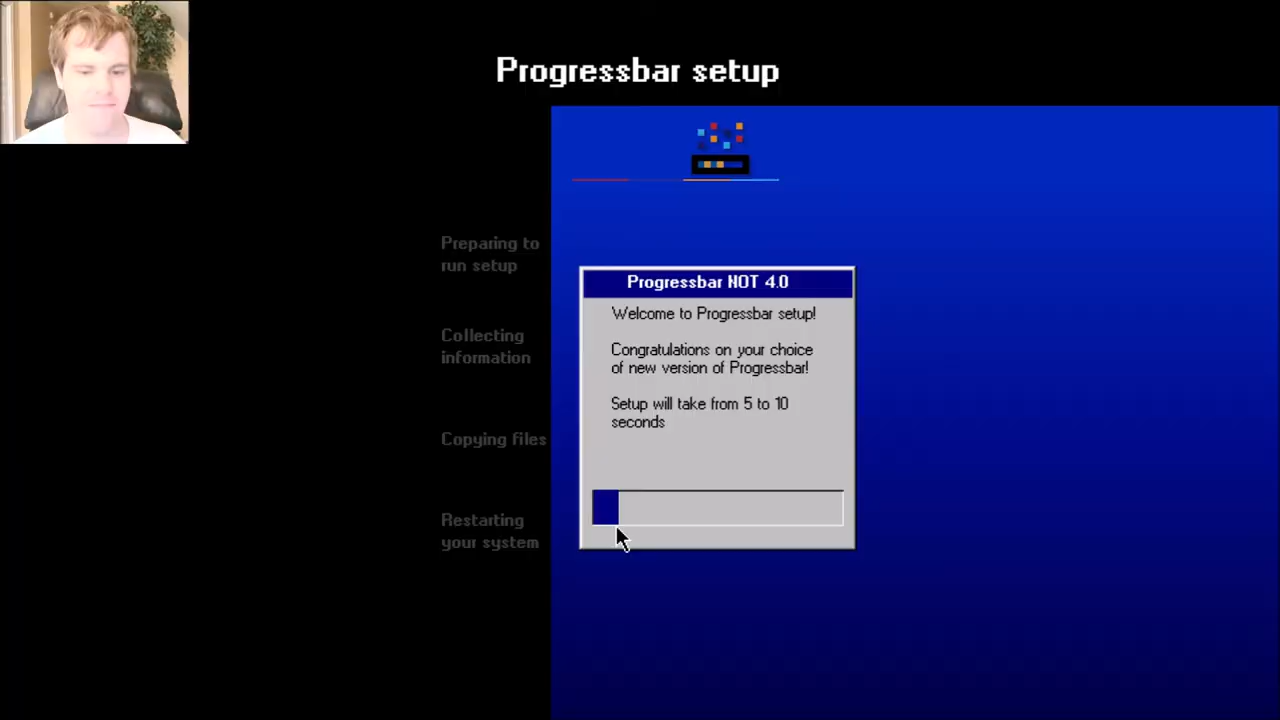 Progressbar setup
Preparing to
run setup
Collecting
information
Copying files
Restarting
your system
Progressbar NOT 4.0
Welcome to Progressbar setup!
Congratulations on your choice
of new version of Progressbar!
Setup will take from 5 to 10
seconds